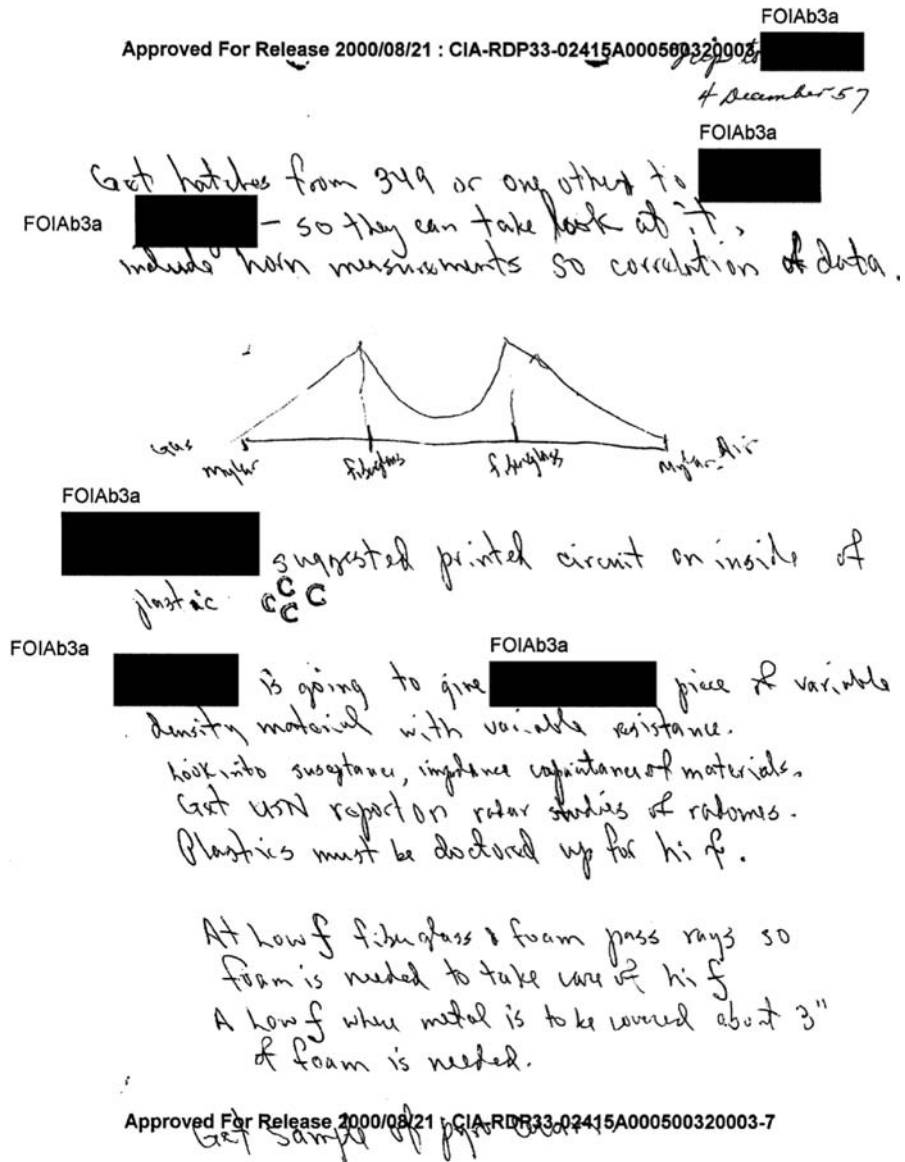 FOIAb3a
Approved For Release 2000/08/21 : CIA-RDP33-02415A000500320003-
trip to
4 December 57
FOIAb3a
Get hatches from 349 or one other to
FOIAb3a - so they can take look at it,
include horn measurements so correlation of data.
Gas
mylar fiberglass fiberglass mylar Air
FOIAb3a
suggested printed circuit on inside of
plastic C C C C
FOIAb3a FOIAb3a
is going to give piece of variable
density material with variable resistance.
Look into suseptance, impedance capacitance of materials.
Get USN report on radar studies of radomes.
Plastics must be doctored up for hi f.
At Low f fiberglass & foam pass rays so
foam is needed to take care of hi f
A Low f where metal is to be covered about 3"
of foam is needed.
Approved For Release 2000/08/21 : CIA-RDP33-02415A000500320003-7
Get sample of